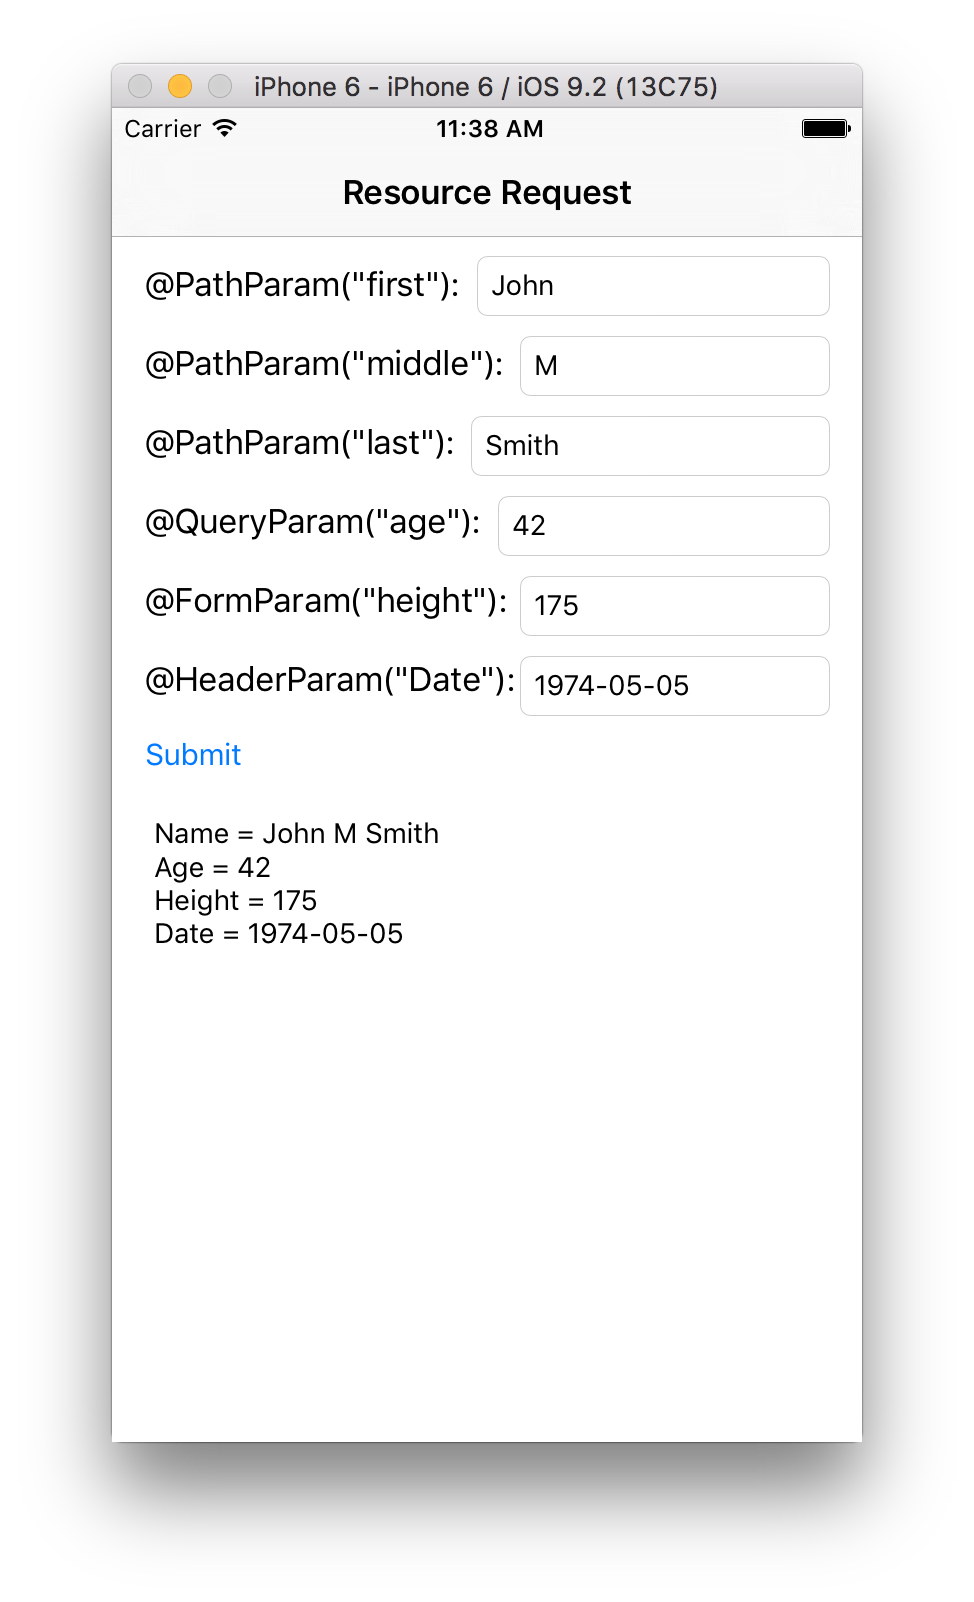 iPhone 6 - iPhone 6 / iOS 9.2 (13C75)
Carrier 11:38 AM
Resource Request
@PathParam("first"): John
@PathParam("middle"): M
@PathParam("last"): Smith
@QueryParam("age"): 42
@FormParam("height"): 175
@HeaderParam("Date"): 1974-05-05
Submit
Name = John M Smith
Age = 42
Height = 175
Date = 1974-05-05